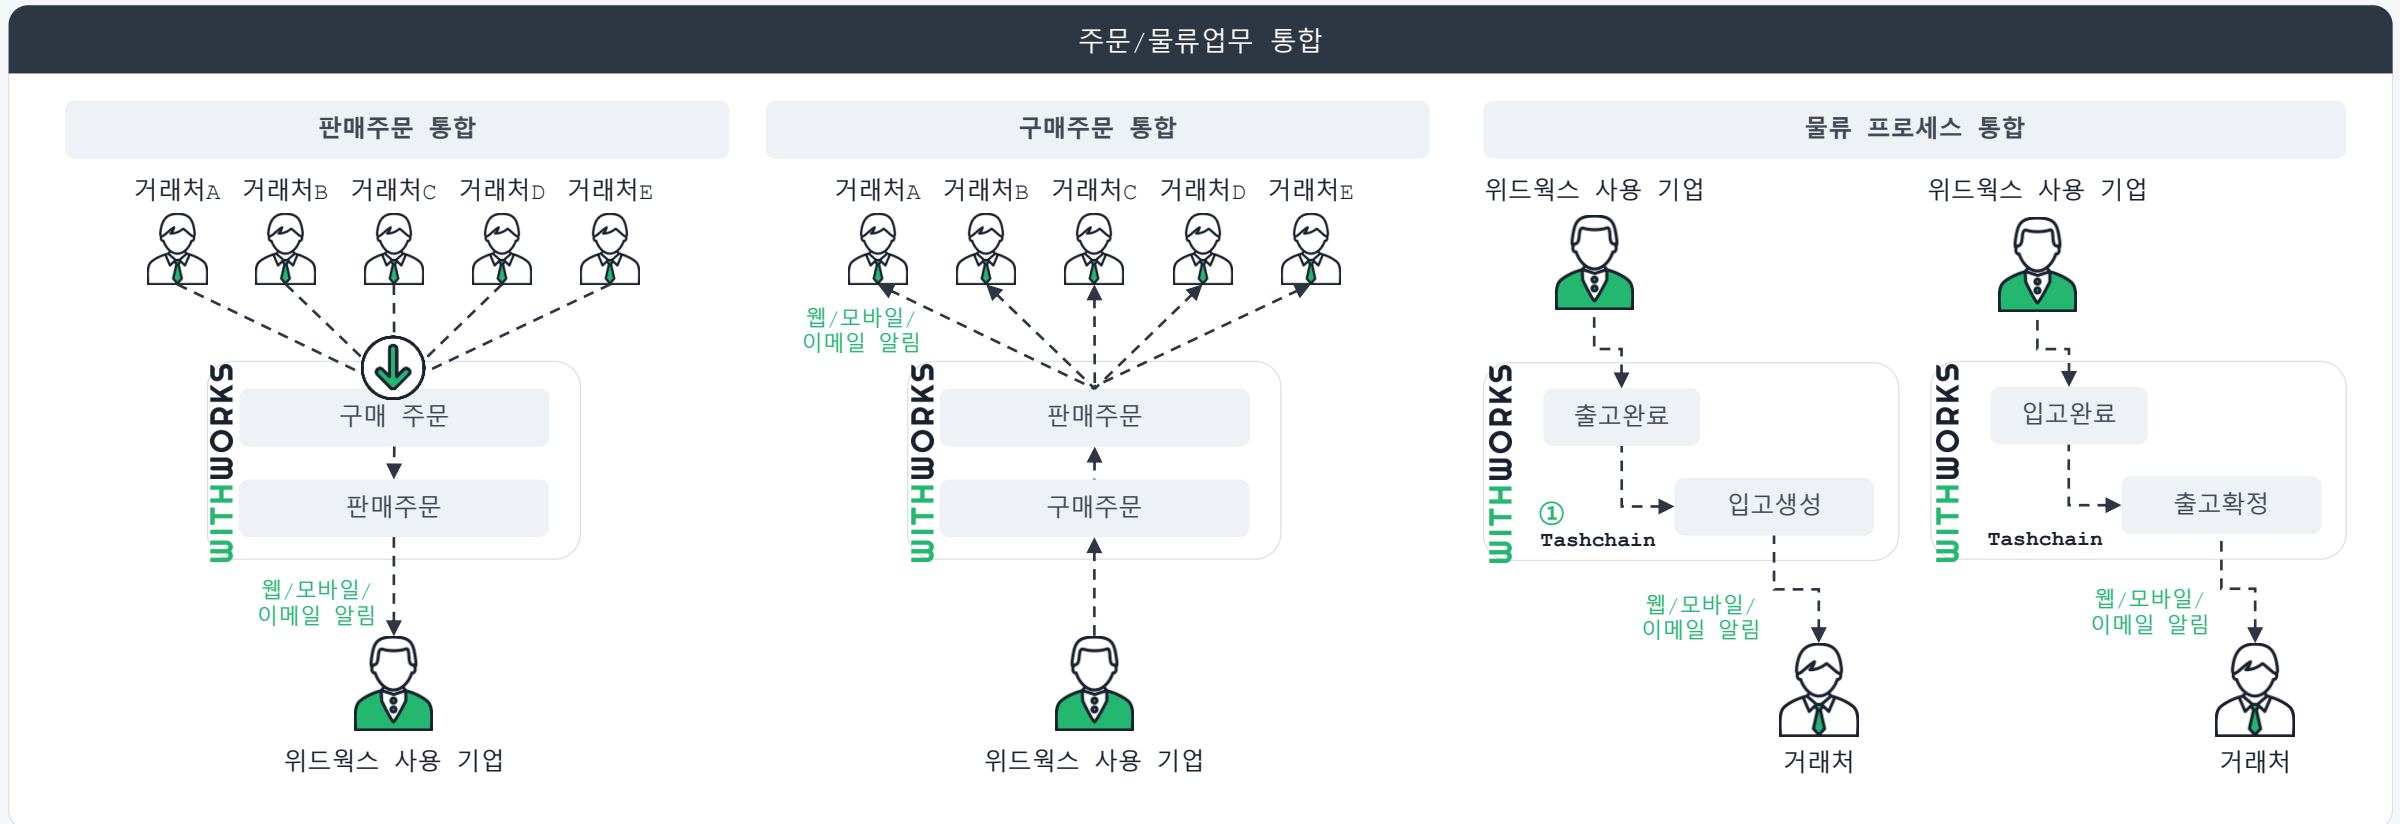 주문/물류업무 통합
판매주문 통합
거래처A
거래처B
거래처C
거래처D
거래처E
WITHWORKS
구매 주문
판매주문
웹/모바일/
이메일 알림
위드웍스 사용 기업
구매주문 통합
거래처A
거래처B
거래처C
거래처D
거래처E
웹/모바일/
이메일 알림
WITHWORKS
판매주문
구매주문
위드웍스 사용 기업
물류 프로세스 통합
위드웍스 사용 기업
WITHWORKS
출고완료
입고생성
①
Tashchain
웹/모바일/
이메일 알림
거래처
위드웍스 사용 기업
WITHWORKS
입고완료
출고확정
Tashchain
웹/모바일/
이메일 알림
거래처